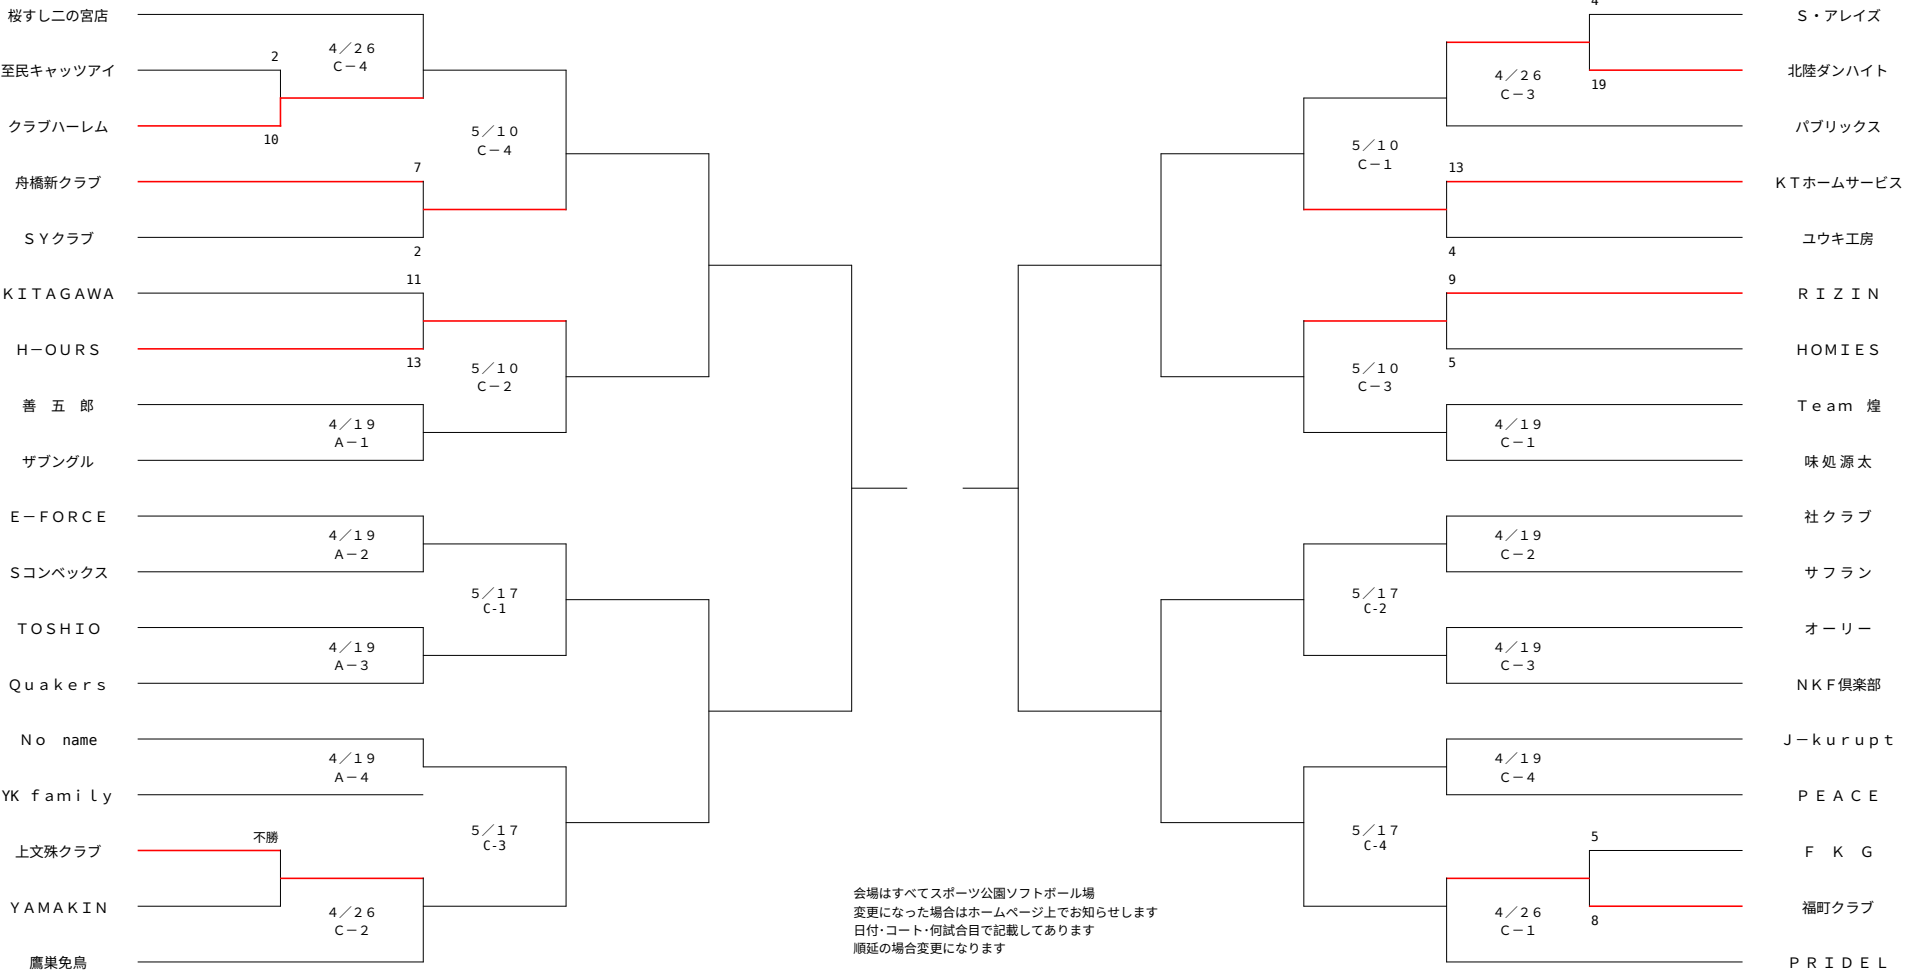 桜すし二の宮店
至民キャッツアイ
クラブハーレム
舟橋新クラブ
ＳＹクラブ
ＫＩＴＡＧＡＷＡ
Ｈ－ＯＵＲＳ
善　五　郎
ザブングル
Ｅ－ＦＯＲＣＥ
Ｓコンベックス
ＴＯＳＨＩＯ
Ｑｕａｋｅｒｓ
Ｎｏ　name
YK ｆａｍｉｌｙ
上文殊クラブ
ＹＡＭＡＫＩＮ
鷹巣免鳥
2
10
４／２６
Ｃ－４
7
2
11
13
４／１９
Ａ－１
４／１９
Ａ－２
４／１９
Ａ－３
４／１９
Ａ－４
不勝
４／２６
Ｃ－２
５／１０
Ｃ－４
５／１０
Ｃ－２
５／１７
C-1
５／１７
C-3
会場はすべてスポーツ公園ソフトボール場
変更になった場合はホームページ上でお知らせします
日付･コート･何試合目で記載してあります
順延の場合変更になります
５／１０
Ｃ－１
５／１０
Ｃ－３
５／１７
C-2
５／１７
C-4
4
19
４／２６
Ｃ－３
13
4
9
5
４／１９
Ｃ－１
４／１９
Ｃ－２
４／１９
Ｃ－３
４／１９
Ｃ－４
5
8
４／２６
Ｃ－１
Ｓ・アレイズ
北陸ダンハイト
パブリックス
ＫＴホームサービス
ユウキ工房
ＲＩＺＩＮ
ＨＯＭＩＥＳ
Ｔｅａｍ　煌
味処源太
社クラブ
サフラン
オーリー
ＮＫＦ倶楽部
Ｊ－ｋｕｒｕｐｔ
ＰＥＡＣＥ
Ｆ　Ｋ　Ｇ
福町クラブ
ＰＲＩＤＥＬ